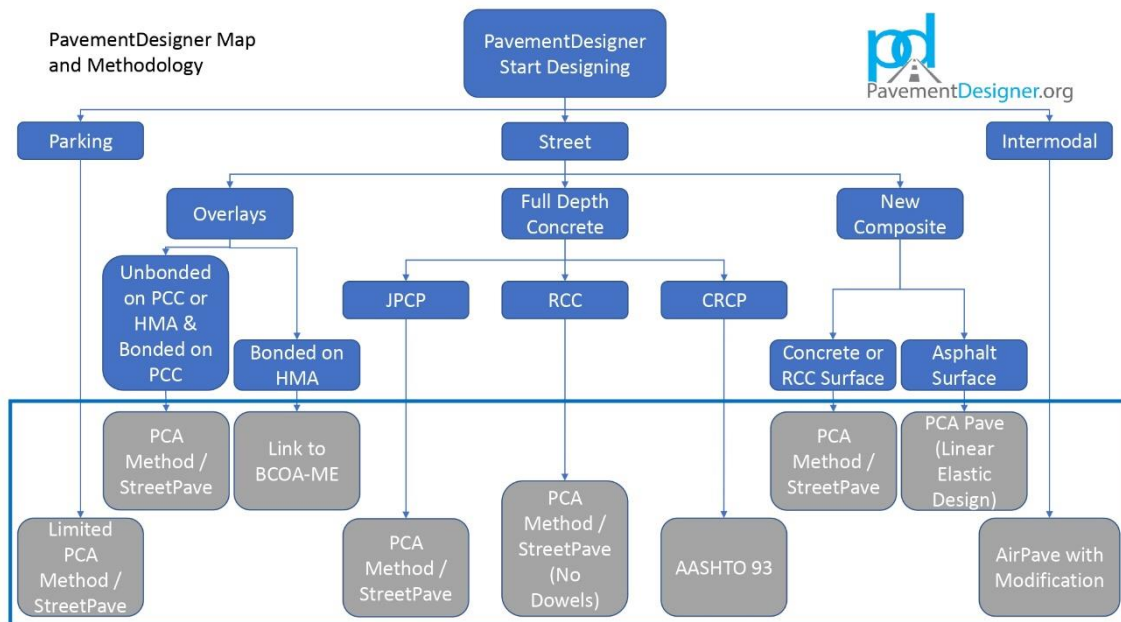 PavementDesigner Map
and Methodology
PavementDesigner
Start Designing
pd
PavementDesigner.org
Parking
Street
Intermodal
Overlays
Full Depth
Concrete
New
Composite
Unbonded
on PCC or
HMA &
Bonded on
PCC
Bonded on
HMA
JPCP
RCC
CRCP
Concrete or
RCC Surface
Asphalt
Surface
PCA
Method /
StreetPave
Link to
BCOA-ME
PCA
Method /
StreetPave
PCA Pave
(Linear
Elastic
Design)
Limited
PCA
Method /
StreetPave
PCA
Method /
StreetPave
PCA
Method /
StreetPave
(No
Dowels)
AASHTO 93
AirPave with
Modification